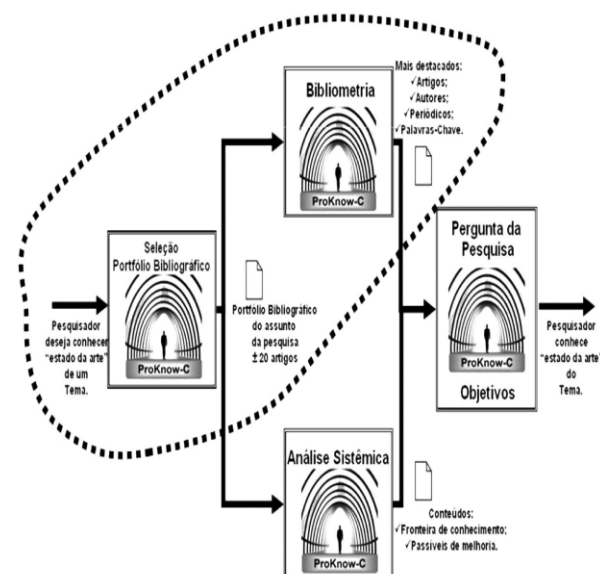 Bibliometria
ProKnow-C
Mais destacados:
✓Artigos;
✓Autores;
✓Periódicos;
✓Palavras-Chave.
Seleção
Portfólio Bibliográfico
ProKnow-C
Pesquisador
deseja conhecer
"estado da arte"
de um
Tema.
Portfólio Bibliográfico
do assunto
da pesquisa
± 20 artigos
Pergunta da
Pesquisa
ProKnow-C
Objetivos
Pesquisador
conhece
"estado da arte"
do
Tema.
Análise Sistêmica
ProKnow-C
Conteúdos:
✓Fronteira de conhecimento;
✓Passíveis de melhoria.